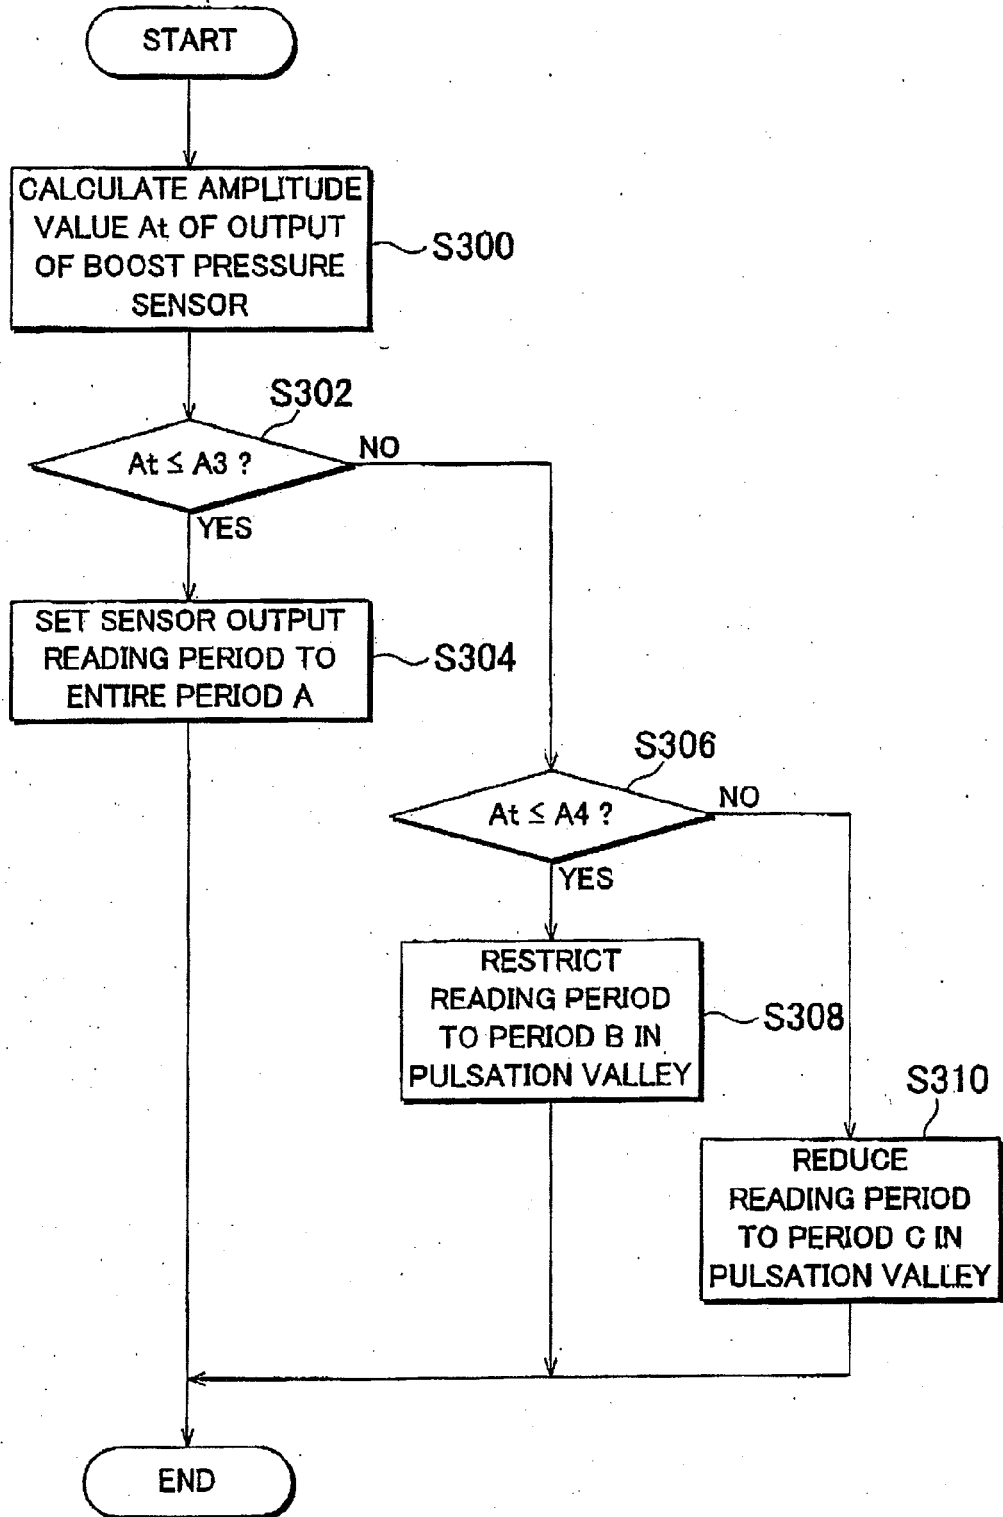 START
CALCULATE AMPLITUDE
VALUE At OF OUTPUT
OF BOOST PRESSURE
SENSOR
S300
S302
At ≤ A3 ?
NO
YES
SET SENSOR OUTPUT
READING PERIOD TO
ENTIRE PERIOD A
S304
S306
At ≤ A4 ?
NO
YES
RESTRICT
READING PERIOD
TO PERIOD B IN
PULSATION VALLEY
S308
S310
REDUCE
READING PERIOD
TO PERIOD C IN
PULSATION VALLEY
END